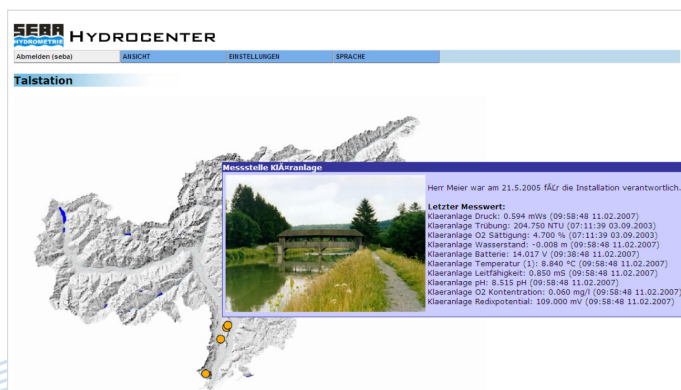 SEBA
HYDROMETRIE
HYDROCENTER
Abmelden (seba) ANSICHT EINSTELLUNGEN SPRACHE
Talstation
Messstelle KlÃ¤ranlage
Herr Meier war am 21.5.2005 fÃ¼r die Installation verantwortlich.
Letzter Messwert:
Klaeranlage Druck: 0.594 mWs (09:58:48 11.02.2007)
Klaeranlage Trübung: 204.750 NTU (07:11:39 03.09.2003)
Klaeranlage O2 Sättigung: 4.700 % (07:11:39 03.09.2003)
Klaeranlage Wasserstand: -0.008 m (09:58:48 11.02.2007)
Klaeranlage Batterie: 14.017 V (09:38:48 11.02.2007)
Klaeranlage Temperatur (1): 8.840 ºC (09:58:48 11.02.2007)
Klaeranlage Leitfähigkeit: 0.850 mS (09:58:48 11.02.2007)
Klaeranlage pH: 8.515 pH (09:58:48 11.02.2007)
Klaeranlage O2 Kontentration: 0.060 mg/l (09:58:48 11.02.2007)
Klaeranlage Redixpotential: 109.000 mV (09:58:48 11.02.2007)